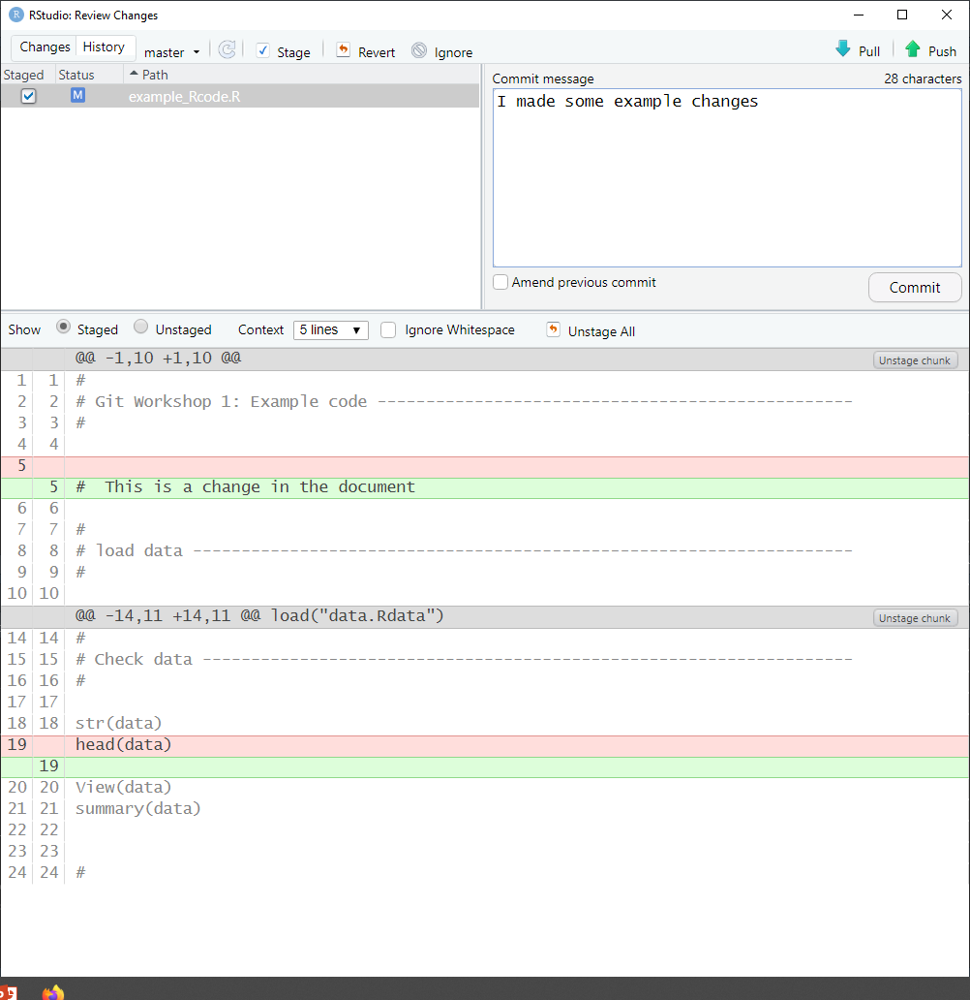 RStudio: Review Changes
Changes History master Stage Revert Ignore Pull Push
Staged Status Path
M example_Rcode.R
Commit message 28 characters
I made some example changes
Amend previous commit Commit
Show Staged Unstaged Context 5 lines Ignore Whitespace Unstage All
@@ -1,10 +1,10 @@ Unstage chunk
1 1 #
2 2 # Git Workshop 1: Example code -------------------------------------------------
3 3 #
4 4
5
5 #  This is a change in the document
6 6
7 7 #
8 8 # load data --------------------------------------------------------------------
9 9 #
10 10
@@ -14,11 +14,11 @@ load("data.Rdata") Unstage chunk
14 14 #
15 15 # Check data -------------------------------------------------------------------
16 16 #
17 17
18 18 str(data)
19 head(data)
19
20 20 View(data)
21 21 summary(data)
22 22
23 23
24 24 #